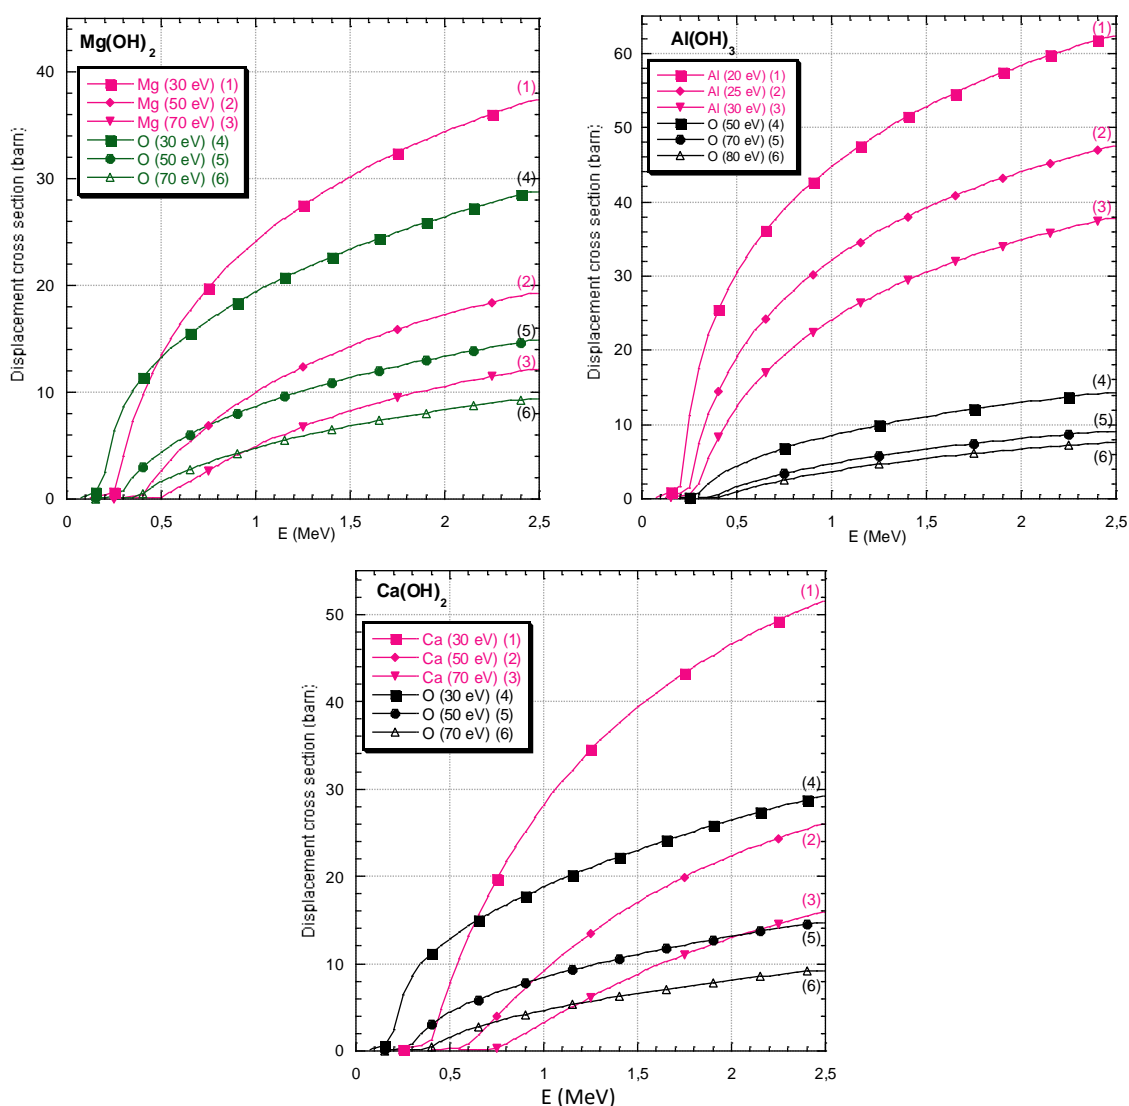 Mg(OH)2
Mg (30 eV) (1)
Mg (50 eV) (2)
Mg (70 eV) (3)
O (30 eV) (4)
O (50 eV) (5)
O (70 eV) (6)
(1)
(4)
(2)
(5)
(3)
(6)
Displacement cross section (barn)
40
30
20
10
0
0 0,5 1 1,5 2 2,5
E (MeV)
Al(OH)3
Al (20 eV) (1)
Al (25 eV) (2)
Al (30 eV) (3)
O (50 eV) (4)
O (70 eV) (5)
O (80 eV) (6)
(1)
(2)
(3)
(4)
(5)
(6)
Displacement cross section (barn)
60
50
40
30
20
10
0
0 0,5 1 1,5 2 2,5
E (MeV)
Ca(OH)2
Ca (30 eV) (1)
Ca (50 eV) (2)
Ca (70 eV) (3)
O (30 eV) (4)
O (50 eV) (5)
O (70 eV) (6)
(1)
(4)
(2)
(3)
(5)
(6)
Displacement cross section (barn)
50
40
30
20
10
0
0 0,5 1 1,5 2 2,5
E (MeV)